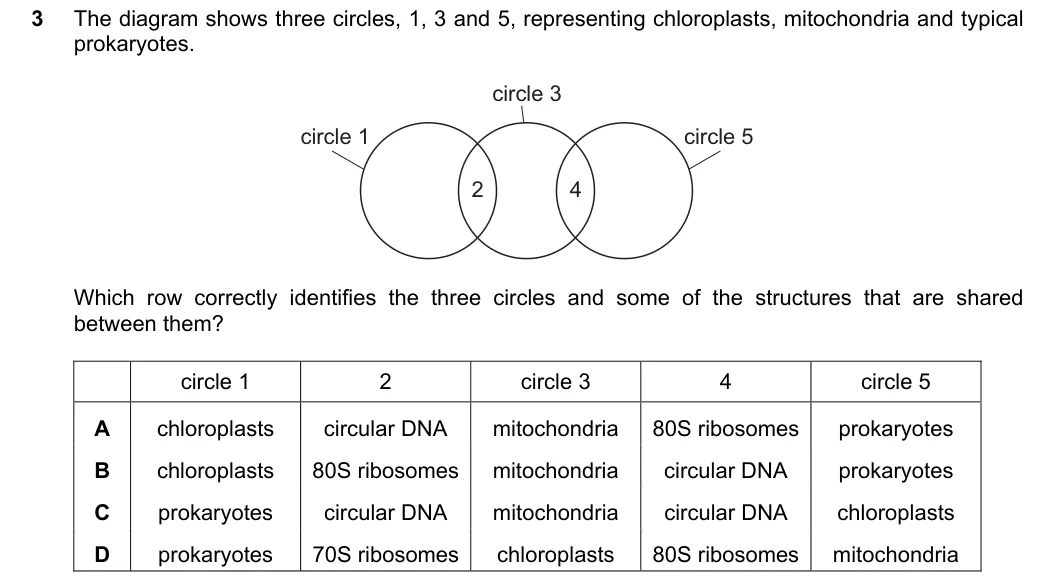 3 The diagram shows three circles, 1, 3 and 5, representing chloroplasts, mitochondria and typical
prokaryotes.
circle 3
circle 1
circle 5
2
4
Which row correctly identifies the three circles and some of the structures that are shared
between them?
circle 1 2 circle 3 4 circle 5
A chloroplasts circular DNA mitochondria 80S ribosomes prokaryotes
B chloroplasts 80S ribosomes mitochondria circular DNA prokaryotes
C prokaryotes circular DNA mitochondria circular DNA chloroplasts
D prokaryotes 70S ribosomes chloroplasts 80S ribosomes mitochondria